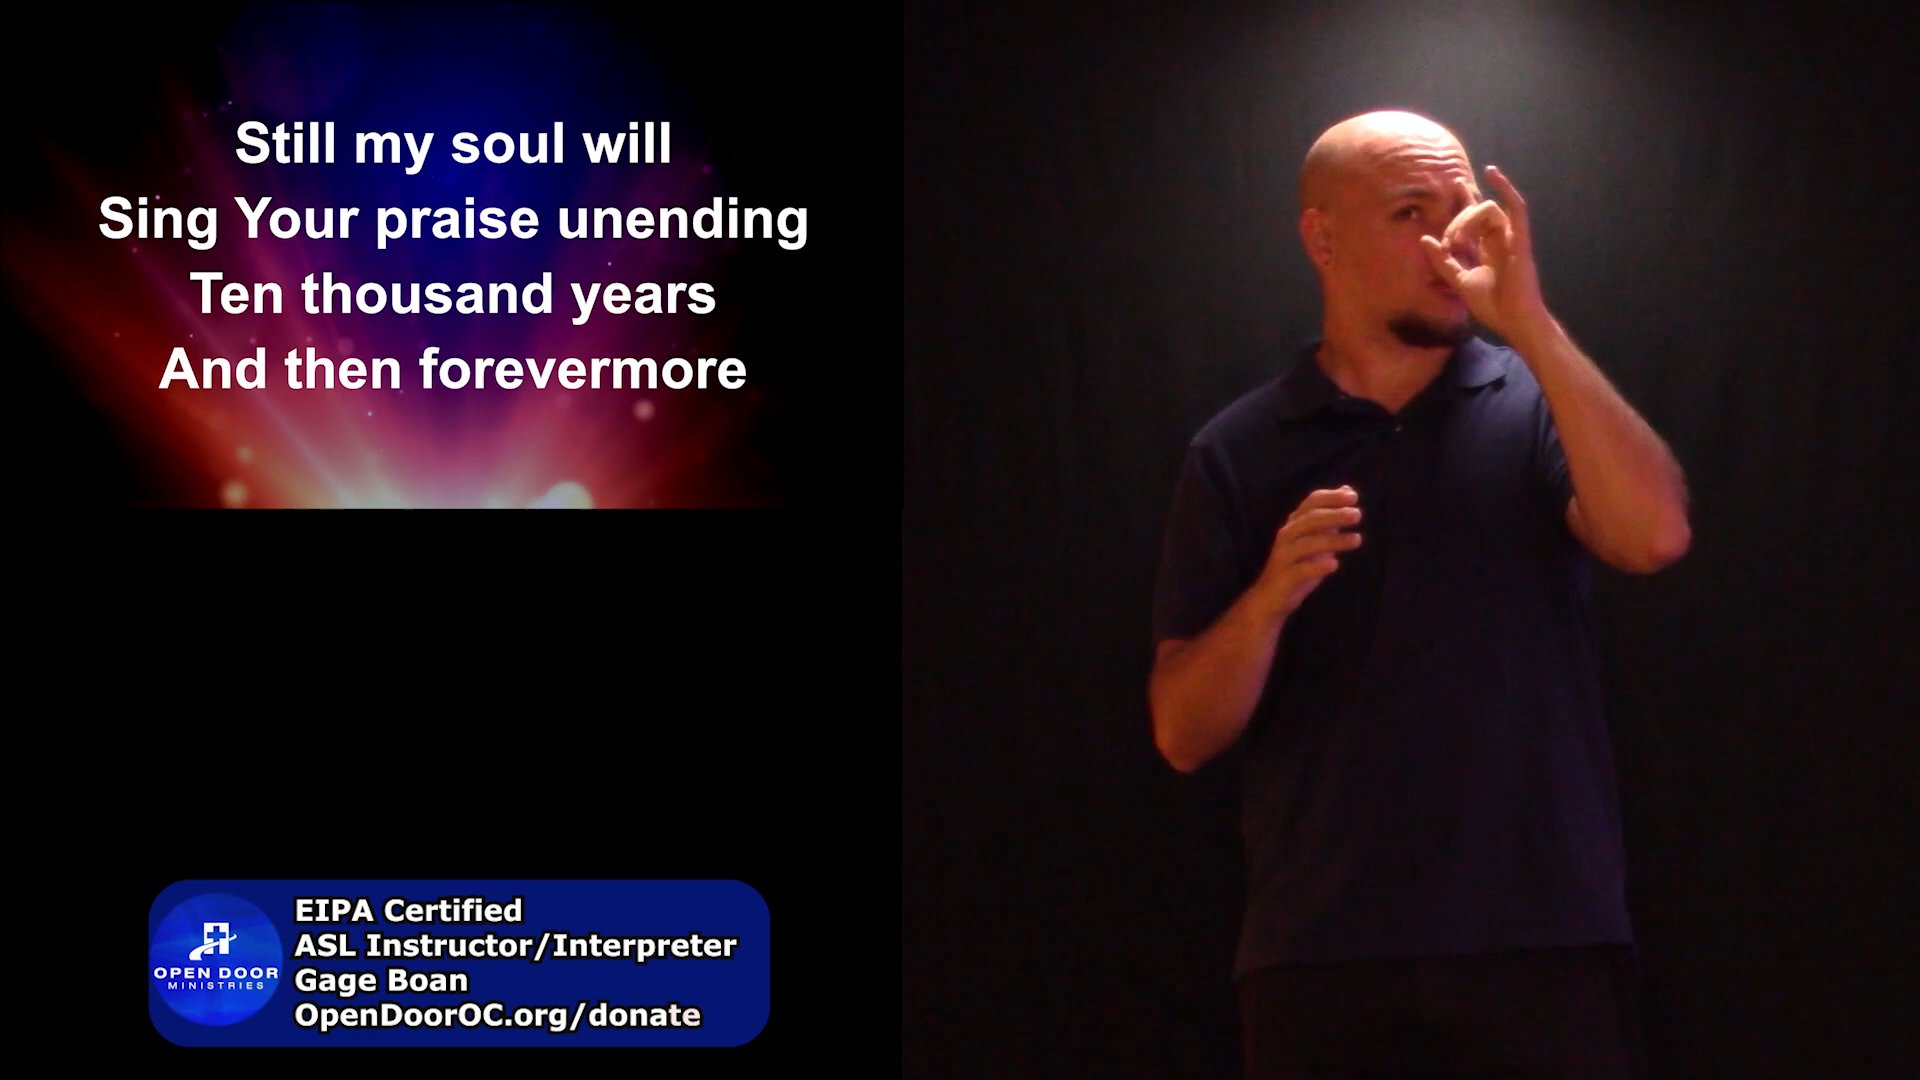 Still my soul will
Sing Your praise unending
Ten thousand years
And then forevermore
OPEN DOOR
MINISTRIES
EIPA Certified
ASL Instructor/Interpreter
Gage Boan
OpenDoorOC.org/donate